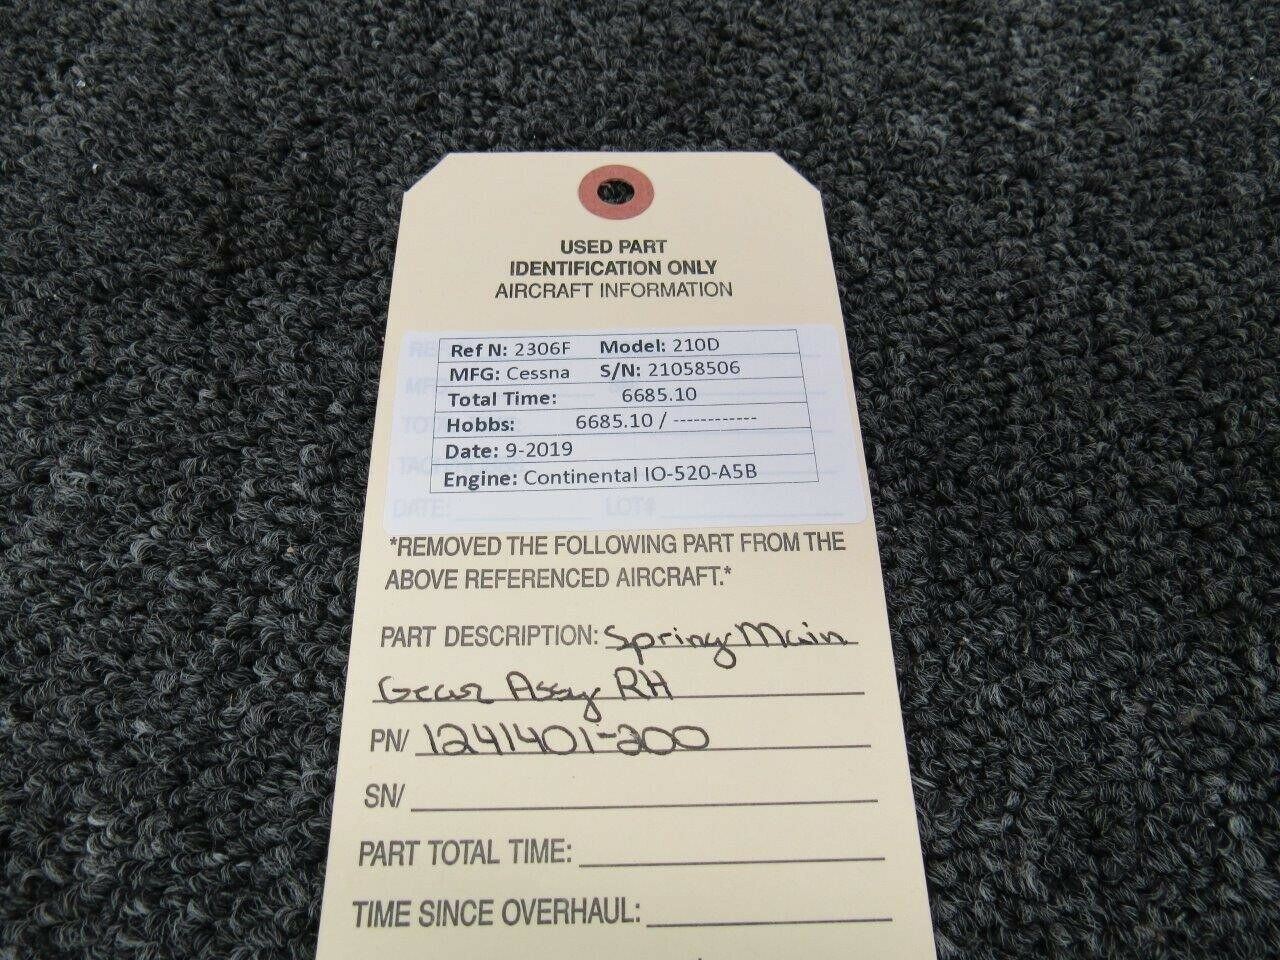 USED PART
IDENTIFICATION ONLY
AIRCRAFT INFORMATION
Ref N: 2306F Model: 210D
MFG: Cessna S/N: 21058506
Total Time: 6685.10
Hobbs: 6685.10 / ------------
Date: 9-2019
Engine: Continental IO-520-A5B
DATE: LOT#
*REMOVED THE FOLLOWING PART FROM THE
ABOVE REFERENCED AIRCRAFT.*
PART DESCRIPTION: Spring Main
Gear Assy RH
PN/ 1241401-200
SN/
PART TOTAL TIME:
TIME SINCE OVERHAUL: